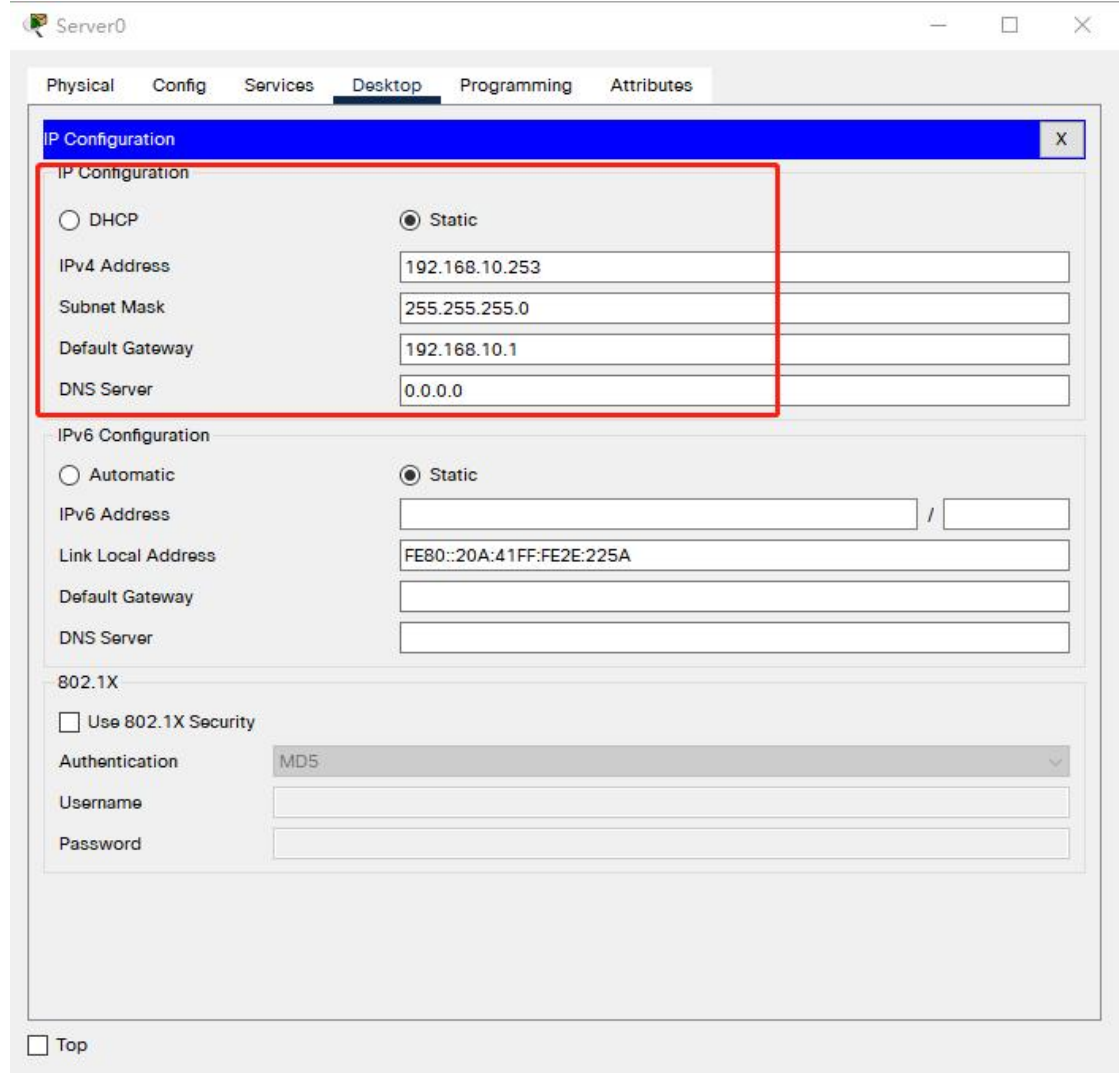 Server0
Physical Config Services Desktop Programming Attributes
IP Configuration X
IP Configuration
DHCP Static
IPv4 Address 192.168.10.253
Subnet Mask 255.255.255.0
Default Gateway 192.168.10.1
DNS Server 0.0.0.0
IPv6 Configuration
Automatic Static
IPv6 Address /
Link Local Address FE80::20A:41FF:FE2E:225A
Default Gateway
DNS Server
802.1X
Use 802.1X Security
Authentication MD5
Username
Password
Top